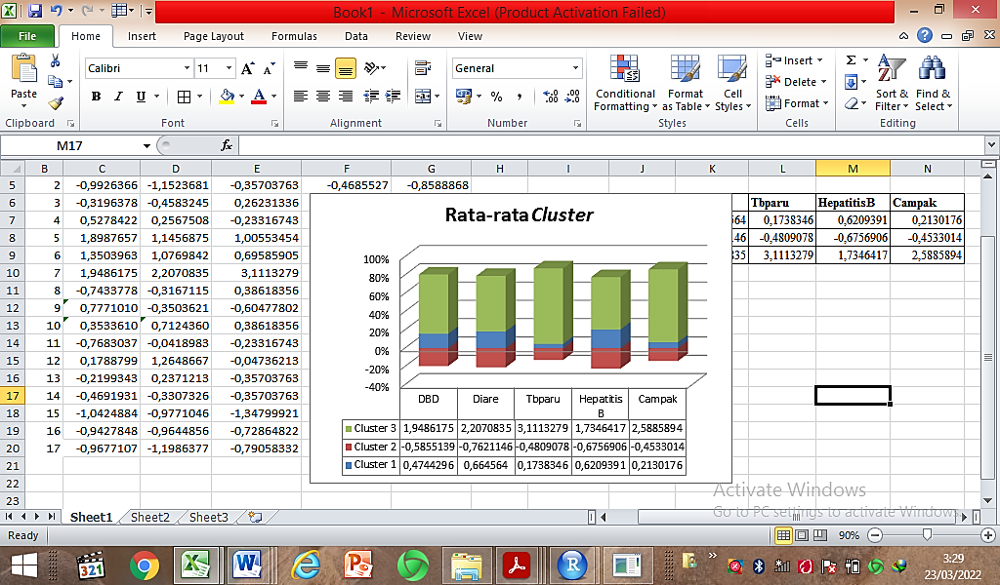 Book1 - Microsoft Excel (Product Activation Failed)
File Home Insert Page Layout Formulas Data Review View
Paste Calibri 11 General Conditional Formatting Format as Table Cell Styles Insert Delete Format Sort & Filter Find & Select
Clipboard Font Alignment Number Styles Cells Editing
M17 fx
B C D E F G H I J K L M N
5 2 -0,9926366 -1,1523681 -0,35703763 -0,4685527 -0,8588868
6 3 -0,3196378 -0,4583245 0,26231336 Tbparu HepatitisB Campak
7 4 0,5278422 0,2567508 -0,23316743 564 0,1738346 0,6209391 0,2130176
8 5 1,8987657 1,1456875 1,00553454 146 -0,4809078 -0,6756906 -0,4533014
9 6 1,3503963 1,0769842 0,69585905 335 3,1113279 1,7346417 2,5885894
10 7 1,9486175 2,2070835 3,1113279
11 8 -0,7433778 -0,3167115 0,38618356
12 9 0,7771010 -0,3503621 -0,60477802
13 10 0,3533610 0,7124360 0,38618356
14 11 -0,7683037 -0,0418983 -0,23316743
15 12 0,1788799 1,2648667 -0,04736213
16 13 -0,2199343 0,2371213 -0,35703763
17 14 -0,4691931 -0,3307326 -0,35703763
18 15 -1,0424884 -0,9771046 -1,34799921
19 16 -0,9427848 -0,9644856 -0,72864822
20 17 -0,9677107 -1,1986377 -0,79058332
21
22
23
Rata-rata Cluster
100%
80%
60%
40%
20%
0%
-20%
-40%
DBD Diare Tbparu Hepatitis B Campak
Cluster 3 1,9486175 2,2070835 3,1113279 1,7346417 2,5885894
Cluster 2 -0,5855139 -0,7621146 -0,4809078 -0,6756906 -0,4533014
Cluster 1 0,4744296 0,664564 0,1738346 0,6209391 0,2130176
Activate Windows
Go to PC settings to activate Windows.
Sheet1 Sheet2 Sheet3
Ready 90%
3:29
23/03/2022